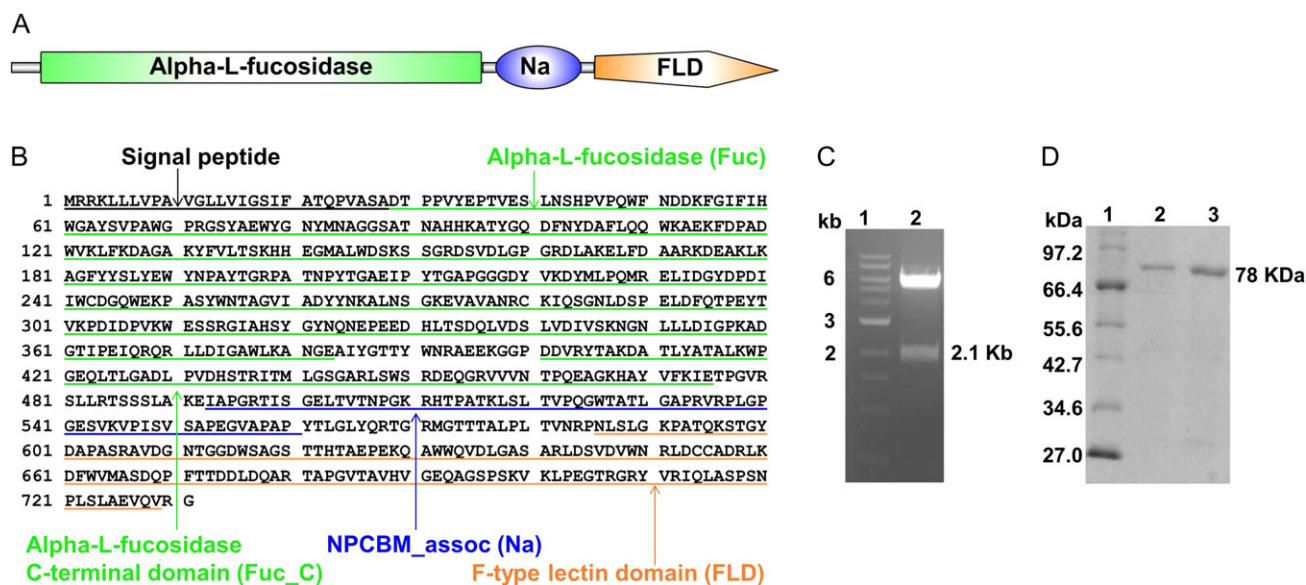 A
Alpha-L-fucosidase Na FLD
B
Signal peptide Alpha-L-fucosidase (Fuc)
1 MRRKLLLVPA VGLLVIGSIF ATQPVASADT PPVYEPTVES LNSHPVPQWF NDDKFGIFIH
61 WGAYSVPAWG PRGSYAEWYG NYMNAGGSAT NAHHKATYGQ DFNYDAFLQQ WKAEKFDPAD
121 WVKLFKDAGA KYFVLTSKHH EGMALWDSKS SGRDSVDLGP GRDLAKELFD AARKDEAKLK
181 AGFYYSLYEW YNPAYTGRPA TNPYTGAEIP YTGAPGGGDY VKDYMLPQMR ELIDGYDPDI
241 IWCDGQWEKP ASYWNTAGVI ADYYNKALNS GKEVAVANRC KIQSGNLDSP ELDFQTPEYT
301 VKPDIDPVKW ESSRGIAHSY GYNQNEPEED HLTSDQLVDS LVDIVSKNGN LLLDIGPKAD
361 GTIPEIQRQR LLDIGAWLKA NGEAIYGTTY WNRAEEKGGP DDVRYTAKDA TLYATALKWP
421 GEQLTLGADL PVDHSTRITM LGSGARLSWS RDEQGRVVVN TPQEAGKHAY VFKIETPGVR
481 SLLRTSSSLA KEIAPGRTIS GELTVTNPGK RHTPATKLSL TVPQGWTATL GAPRVRPLGP
541 GESVKVPISV SAPEGVAPAP YTLGLYQRTG RMGTTTALPL TVNRPNLSLG KPATQKSTGY
601 DAPASRAVDG NTGGDWSAGS TTHTAEPEKQ AWWQVDLGAS ARLDSVDVWN RLDCCADRLK
661 DFWVMASDQP FTTDDLDQAR TAPGVTAVHV GEQAGSPSKV KLPEGTRGRY VRIQLASPSN
721 PLSLAEVQVR G
Alpha-L-fucosidase
C-terminal domain (Fuc_C)
NPCBM_assoc (Na)
F-type lectin domain (FLD)
C
kb 1 2
6
3
2
2.1 Kb
D
kDa 1 2 3
97.2
66.4
55.6
42.7
34.6
27.0
78 KDa